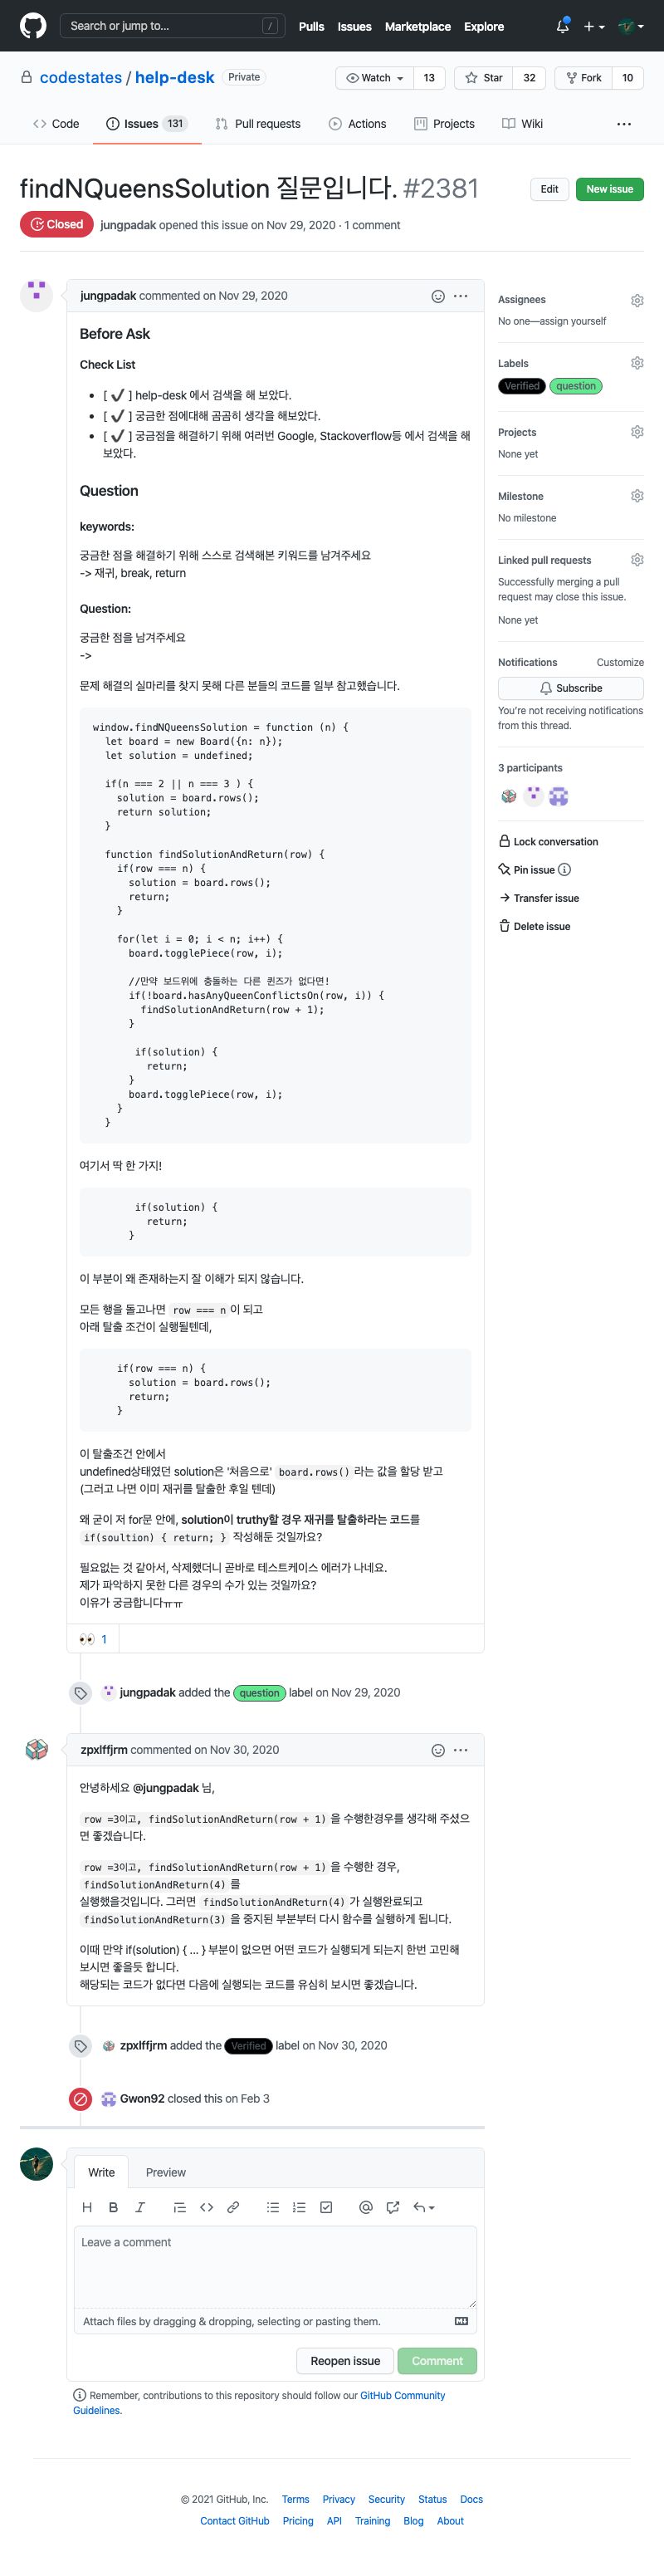 Search or jump to… /
Pulls Issues Marketplace Explore
codestates / help-desk Private
Watch 13 Star 32 Fork 10
Code Issues 131 Pull requests Actions Projects Wiki
findNQueensSolution 질문입니다. #2381
Edit New issue
Closed jungpadak opened this issue on Nov 29, 2020 · 1 comment
jungpadak commented on Nov 29, 2020
Before Ask
Check List
[ ✔ ] help-desk 에서 검색을 해 보았다.
[ ✔ ] 궁금한 점에대해 곰곰히 생각을 해보았다.
[ ✔ ] 궁금점을 해결하기 위해 여러번 Google, Stackoverflow등 에서 검색을 해
보았다.
Question
keywords:
궁금한 점을 해결하기 위해 스스로 검색해본 키워드를 남겨주세요
-> 재귀, break, return
Question:
궁금한 점을 남겨주세요
->
문제 해결의 실마리를 찾지 못해 다른 분들의 코드를 일부 참고했습니다.
window.findNQueensSolution = function (n) {
let board = new Board({n: n});
let solution = undefined;
if(n === 2 || n === 3 ) {
solution = board.rows();
return solution;
}
function findSolutionAndReturn(row) {
if(row === n) {
solution = board.rows();
return;
}
for(let i = 0; i < n; i++) {
board.togglePiece(row, i);
//만약 보드위에 충돌하는 다른 퀸즈가 없다면!
if(!board.hasAnyQueenConflictsOn(row, i)) {
findSolutionAndReturn(row + 1);
}
if(solution) {
return;
}
board.togglePiece(row, i);
}
}
여기서 딱 한 가지!
if(solution) {
return;
}
이 부분이 왜 존재하는지 잘 이해가 되지 않습니다.
모든 행을 돌고나면 row === n 이 되고
아래 탈출 조건이 실행될텐데,
if(row === n) {
solution = board.rows();
return;
}
이 탈출조건 안에서
undefined상태였던 solution은 '처음으로' board.rows() 라는 값을 할당 받고
(그러고 나면 이미 재귀를 탈출한 후일 텐데)
왜 굳이 저 for문 안에, solution이 truthy할 경우 재귀를 탈출하라는 코드를
if(soultion) { return; } 작성해둔 것일까요?
필요없는 것 같아서, 삭제했더니 곧바로 테스트케이스 에러가 나네요.
제가 파악하지 못한 다른 경우의 수가 있는 것일까요?
이유가 궁금합니다ㅠㅠ
👀 1
jungpadak added the question label on Nov 29, 2020
zpxlffjrm commented on Nov 30, 2020
안녕하세요 @jungpadak 님,
row =3이고, findSolutionAndReturn(row + 1) 을 수행한경우를 생각해 주셨으
면 좋겠습니다.
row =3이고, findSolutionAndReturn(row + 1) 을 수행한 경우,
findSolutionAndReturn(4) 를
실행했을것입니다. 그러면 findSolutionAndReturn(4) 가 실행완료되고
findSolutionAndReturn(3) 을 중지된 부분부터 다시 함수를 실행하게 됩니다.
이때 만약 if(solution) { ... } 부분이 없으면 어떤 코드가 실행되게 되는지 한번 고민해
보시면 좋을듯 합니다.
해당되는 코드가 없다면 다음에 실행되는 코드를 유심히 보시면 좋겠습니다.
zpxlffjrm added the Verified label on Nov 30, 2020
Gwon92 closed this on Feb 3
Write Preview
Leave a comment
Attach files by dragging & dropping, selecting or pasting them.
Reopen issue Comment
Remember, contributions to this repository should follow our GitHub Community
Guidelines.
Assignees
No one—assign yourself
Labels
Verified question
Projects
None yet
Milestone
No milestone
Linked pull requests
Successfully merging a pull
request may close this issue.
None yet
Notifications Customize
Subscribe
You're not receiving notifications
from this thread.
3 participants
Lock conversation
Pin issue
Transfer issue
Delete issue
© 2021 GitHub, Inc. Terms Privacy Security Status Docs
Contact GitHub Pricing API Training Blog About